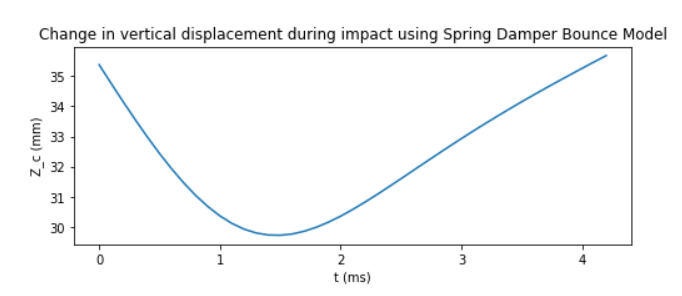 Change in vertical displacement during impact using Spring Damper Bounce Model
35
34
33
32
31
30
Z_c (mm)
0 1 2 3 4
t (ms)